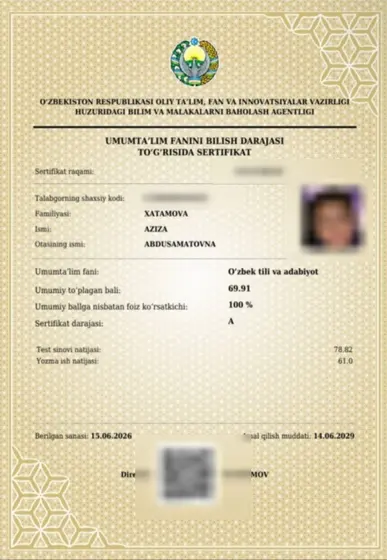 O'ZBEKISTON RESPUBLIKASI OLIY TA'LIM, FAN VA INNOVATSIYALAR VAZIRLIGI
HUZURIDAGI BILIM VA MALAKALARNI BAHOLASH AGENTLIGI
UMUMTA'LIM FANINI BILISH DARAJASI
TO'G'RISIDA SERTIFIKAT
Sertifikat raqami:
Talabgorning shaxsiy kodi:
Familiyasi: XATAMOVA
Ismi: AZIZA
Otasining ismi: ABDUSAMATOVNA
Umumta'lim fani: O'zbek tili va adabiyot
Umumiy to'plagan bali: 69.91
Umumiy ballga nisbatan foiz ko'rsatkichi: 100 %
Sertifikat darajasi: A
Test sinovi natijasi: 78.82
Yozma ish natijasi: 61.0
Berilgan sanasi: 15.06.2026 qilish muddati: 14.06.2029